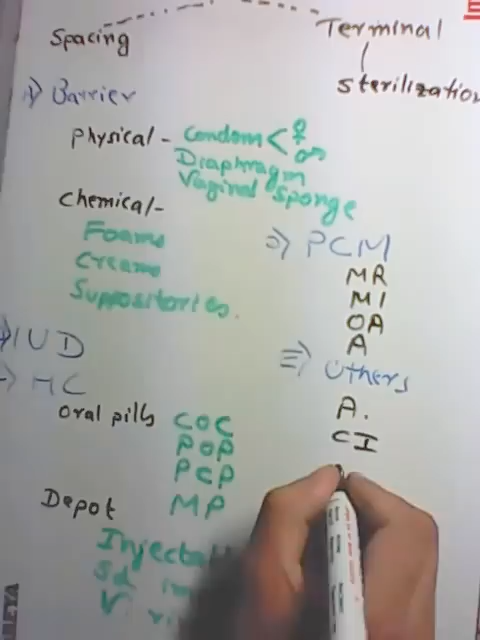 Spacing
Terminal
sterilization
Barrier
Physical - Condom < ♀ ♂
Diaphragm
Vaginal Sponge
Chemical -
Foams
Creams
Suppositories.
=> PCM
MR
MI
OA
A
IUD
=> Others
A.
CI
HC
Oral pills COC
POP
PCP
MP
Depot
Sd
V